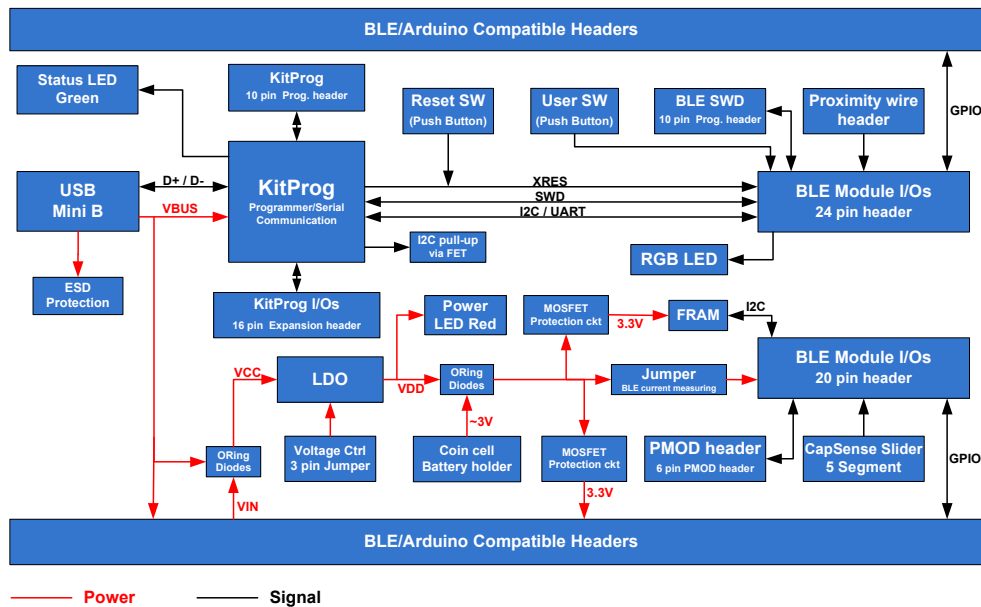 BLE/Arduino Compatible Headers
Status LED
Green
KitProg
10 pin Prog. header
Reset SW
(Push Button)
User SW
(Push Button)
BLE SWD
10 pin Prog. header
Proximity wire
header
GPIO
USB
Mini B
D+ / D-
VBUS
KitProg
Programmer/Serial
Communication
XRES
SWD
I2C / UART
BLE Module I/Os
24 pin header
I2C pull-up
via FET
RGB LED
ESD
Protection
KitProg I/Os
16 pin Expansion header
Power
LED Red
MOSFET
Protection ckt
3.3V
FRAM
I2C
VCC
LDO
VDD
ORing
Diodes
Jumper
BLE current measuring
BLE Module I/Os
20 pin header
~3V
ORing
Diodes
Voltage Ctrl
3 pin Jumper
Coin cell
Battery holder
MOSFET
Protection ckt
PMOD header
6 pin PMOD header
CapSense Slider
5 Segment
GPIO
VIN
3.3V
BLE/Arduino Compatible Headers
Power
Signal